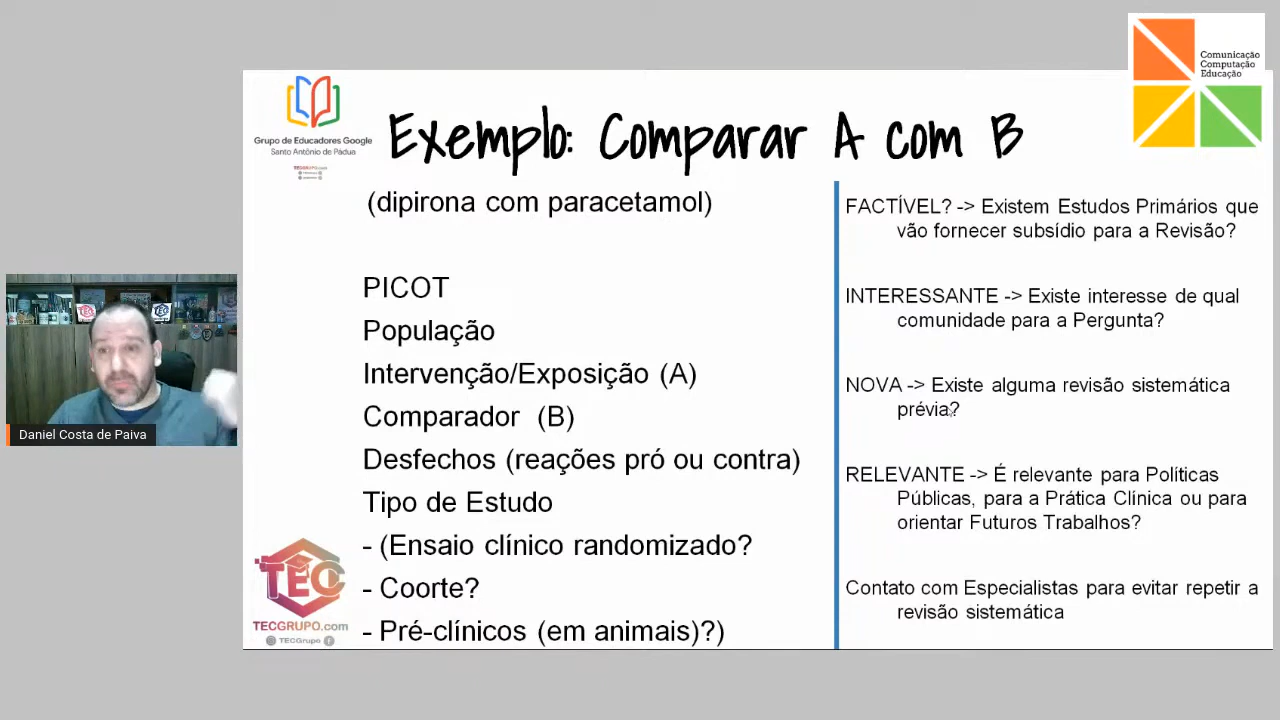 Comunicação
Computação
Educação
Grupo de Educadores Google
Santo Antônio de Pádua
Exemplo: Comparar A com B
(dipirona com paracetamol)
PICOT
População
Intervenção/Exposição (A)
Comparador (B)
Desfechos (reações pró ou contra)
Tipo de Estudo
- (Ensaio clínico randomizado?
- Coorte?
- Pré-clínicos (em animais)?)
FACTÍVEL? -> Existem Estudos Primários que
vão fornecer subsídio para a Revisão?
INTERESSANTE -> Existe interesse de qual
comunidade para a Pergunta?
NOVA -> Existe alguma revisão sistemática
prévia?
RELEVANTE -> É relevante para Políticas
Públicas, para a Prática Clínica ou para
orientar Futuros Trabalhos?
Contato com Especialistas para evitar repetir a
revisão sistemática
Daniel Costa de Paiva
TEC
TECGRUPO.com
TECGrupo